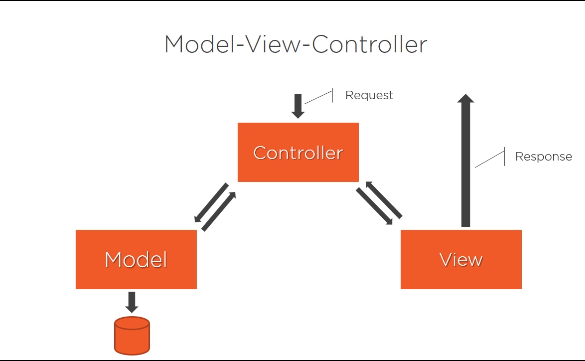 Model-View-Controller
Request
Controller
Response
Model
View